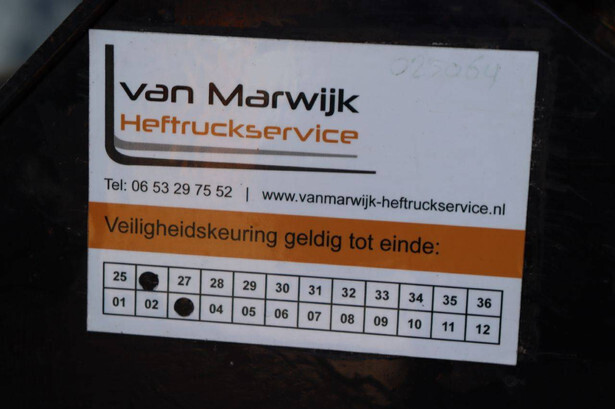 025064
van Marwijk
Heftruckservice
Tel: 06 53 29 75 52 | www.vanmarwijk-heftruckservice.nl
Veiligheidskeuring geldig tot einde:
25 27 28 29 30 31 32 33 34 35 36
01 02 04 05 06 07 08 09 10 11 12